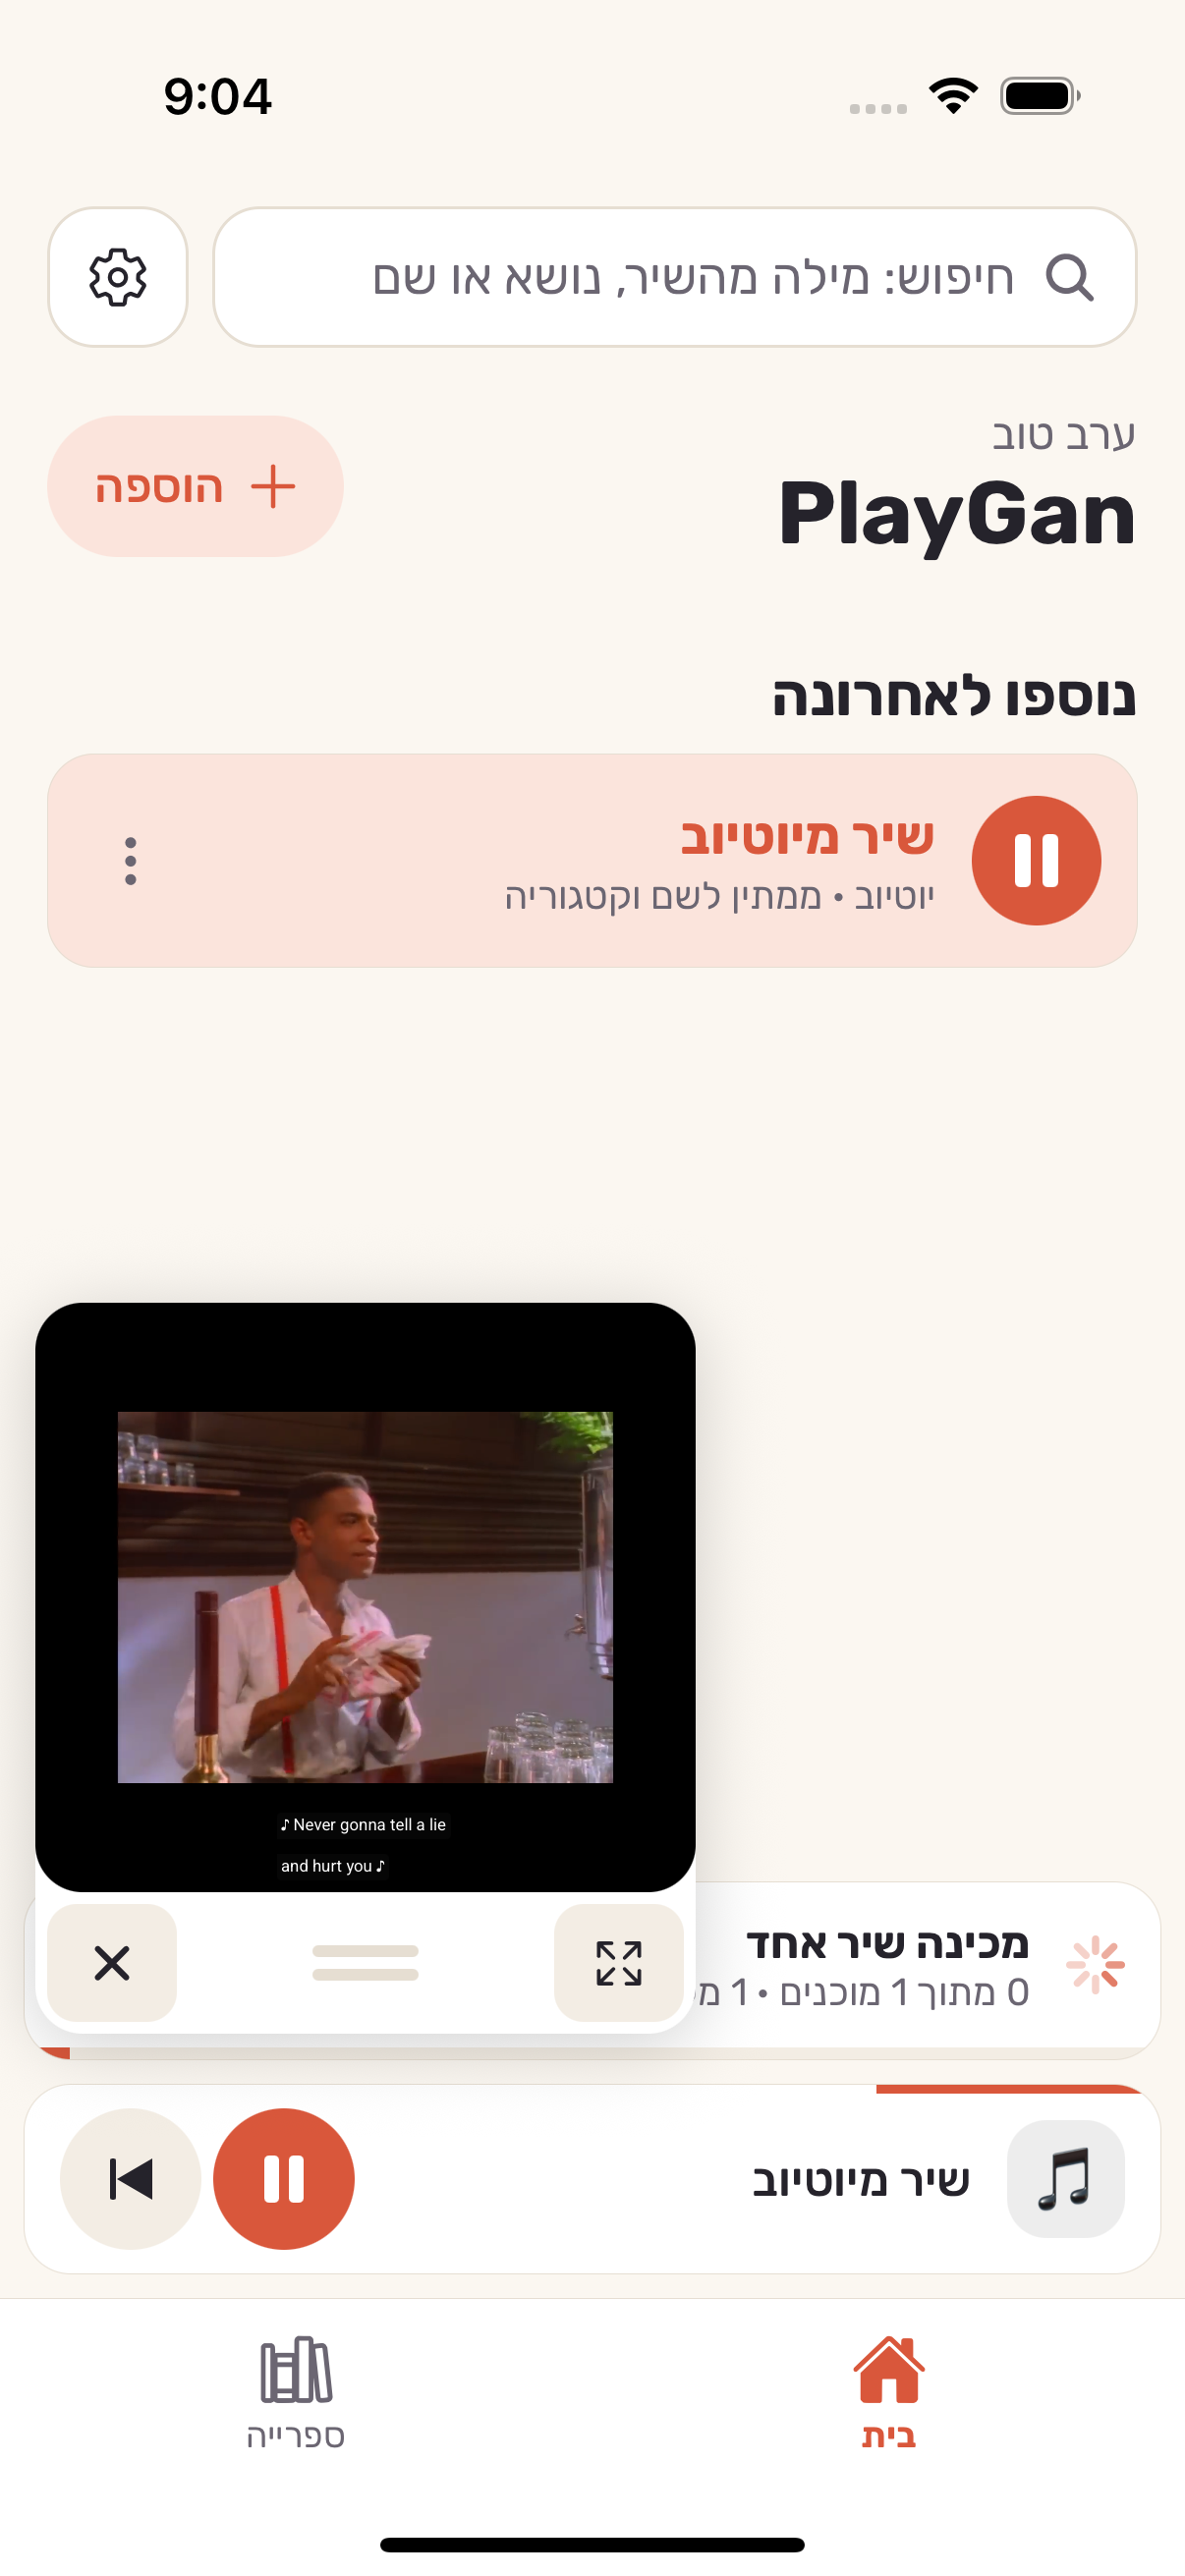 9:04
חיפוש: מילה מהשיר, נושא או שם
ערב טוב
PlayGan
הוספה
נוספו לאחרונה
שיר מיוטיוב
יוטיוב • ממתין לשם וקטגוריה
♪ Never gonna tell a lie
and hurt you ♪
מכינה שיר אחד
0 מתוך 1 מוכנים • 1
שיר מיוטיוב
בית
ספרייה